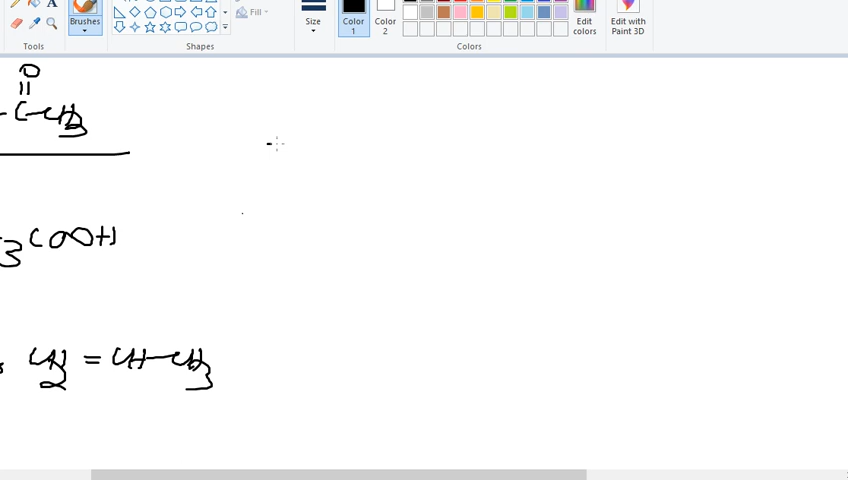 Tools
Brushes
Shapes
Fill
Size
Color 1
Color 2
Colors
Edit colors
Edit with Paint 3D
O
||
-C-CH3
3COOH
CH2 = CH-CH3